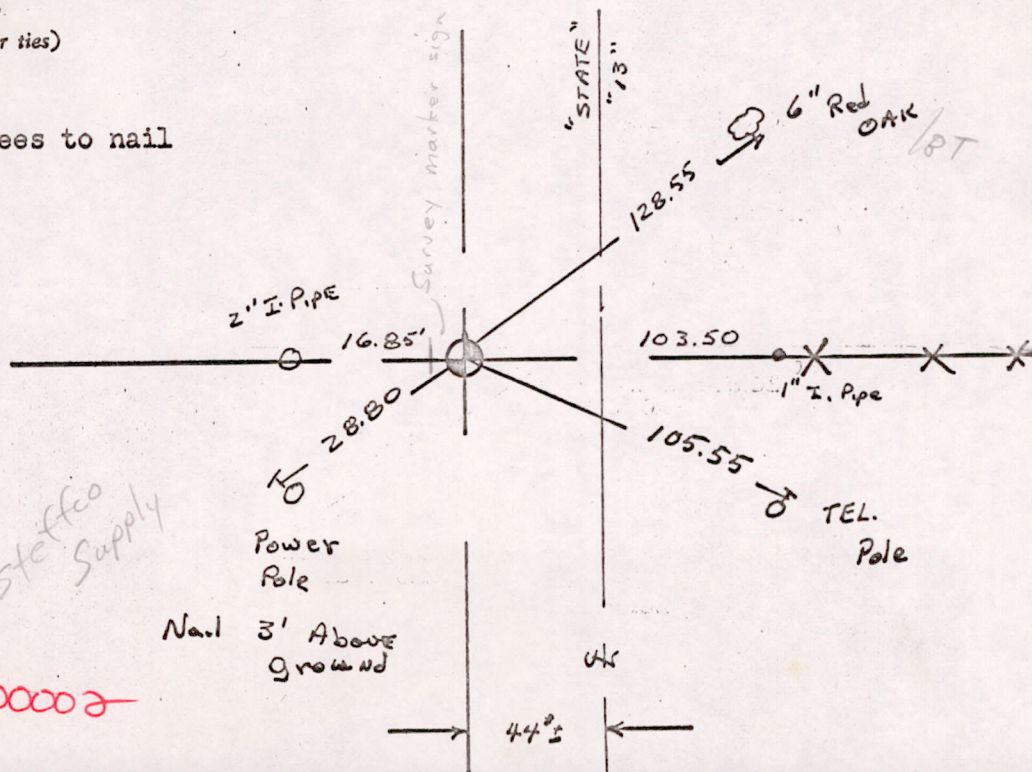 r ties)
ees to nail
Survey marker sign
"STATE"
"13"
6" Red
OAK
/BT
128.55
2" I. PipE
16.85'
103.50
1" I. Pipe
28.80
105.55
TEL.
Pole
Steffco
Supply
Power
Pole
Nail 3' Above
ground
00002
44°±